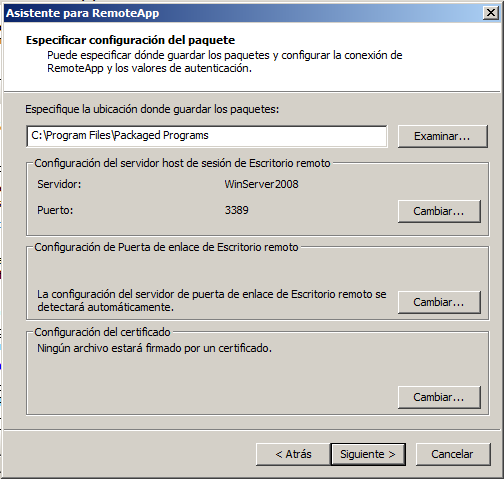 Asistente para RemoteApp
Especificar configuración del paquete
Puede especificar dónde guardar los paquetes y configurar la conexión de
RemoteApp y los valores de autenticación.
Especifique la ubicación donde guardar los paquetes:
C:\Program Files\Packaged Programs
Examinar...
Configuración del servidor host de sesión de Escritorio remoto
Servidor: WinServer2008
Puerto: 3389
Cambiar...
Configuración de Puerta de enlace de Escritorio remoto
La configuración del servidor de puerta de enlace de Escritorio remoto se
detectará automáticamente.
Cambiar...
Configuración del certificado
Ningún archivo estará firmado por un certificado.
Cambiar...
< Atrás Siguiente > Cancelar